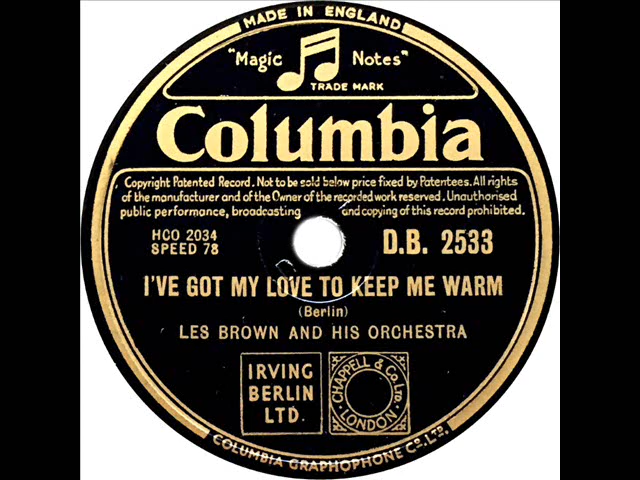 MADE IN ENGLAND
"Magic Notes"
TRADE MARK
Columbia
Copyright Patented Record. Not to be sold below price fixed by Patentees. All rights
of the manufacturer and of the Owner of the recorded work reserved. Unauthorised
public performance, broadcasting and copying of this record prohibited.
HCO 2034
SPEED 78
D.B. 2533
I'VE GOT MY LOVE TO KEEP ME WARM
(Berlin)
LES BROWN AND HIS ORCHESTRA
IRVING
BERLIN
LTD.
CHAPPELL & Co. Ltd.
LONDON
COLUMBIA GRAPHOPHONE CO. LTD.